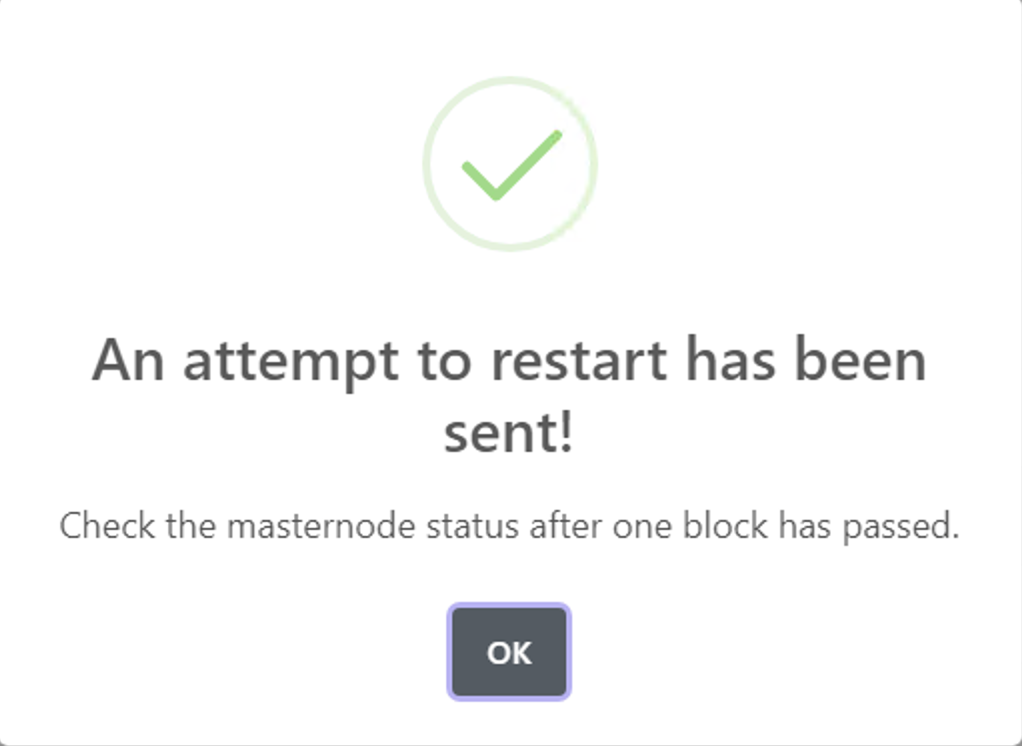 An attempt to restart has been
sent!
Check the masternode status after one block has passed.
OK